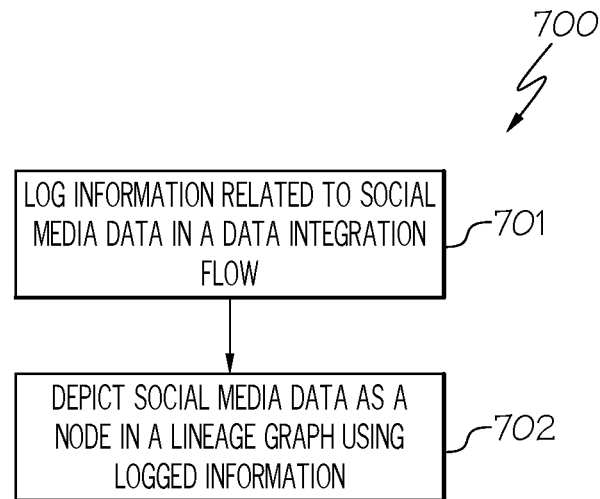 700
LOG INFORMATION RELATED TO SOCIAL
MEDIA DATA IN A DATA INTEGRATION
FLOW
701
DEPICT SOCIAL MEDIA DATA AS A
NODE IN A LINEAGE GRAPH USING
LOGGED INFORMATION
702